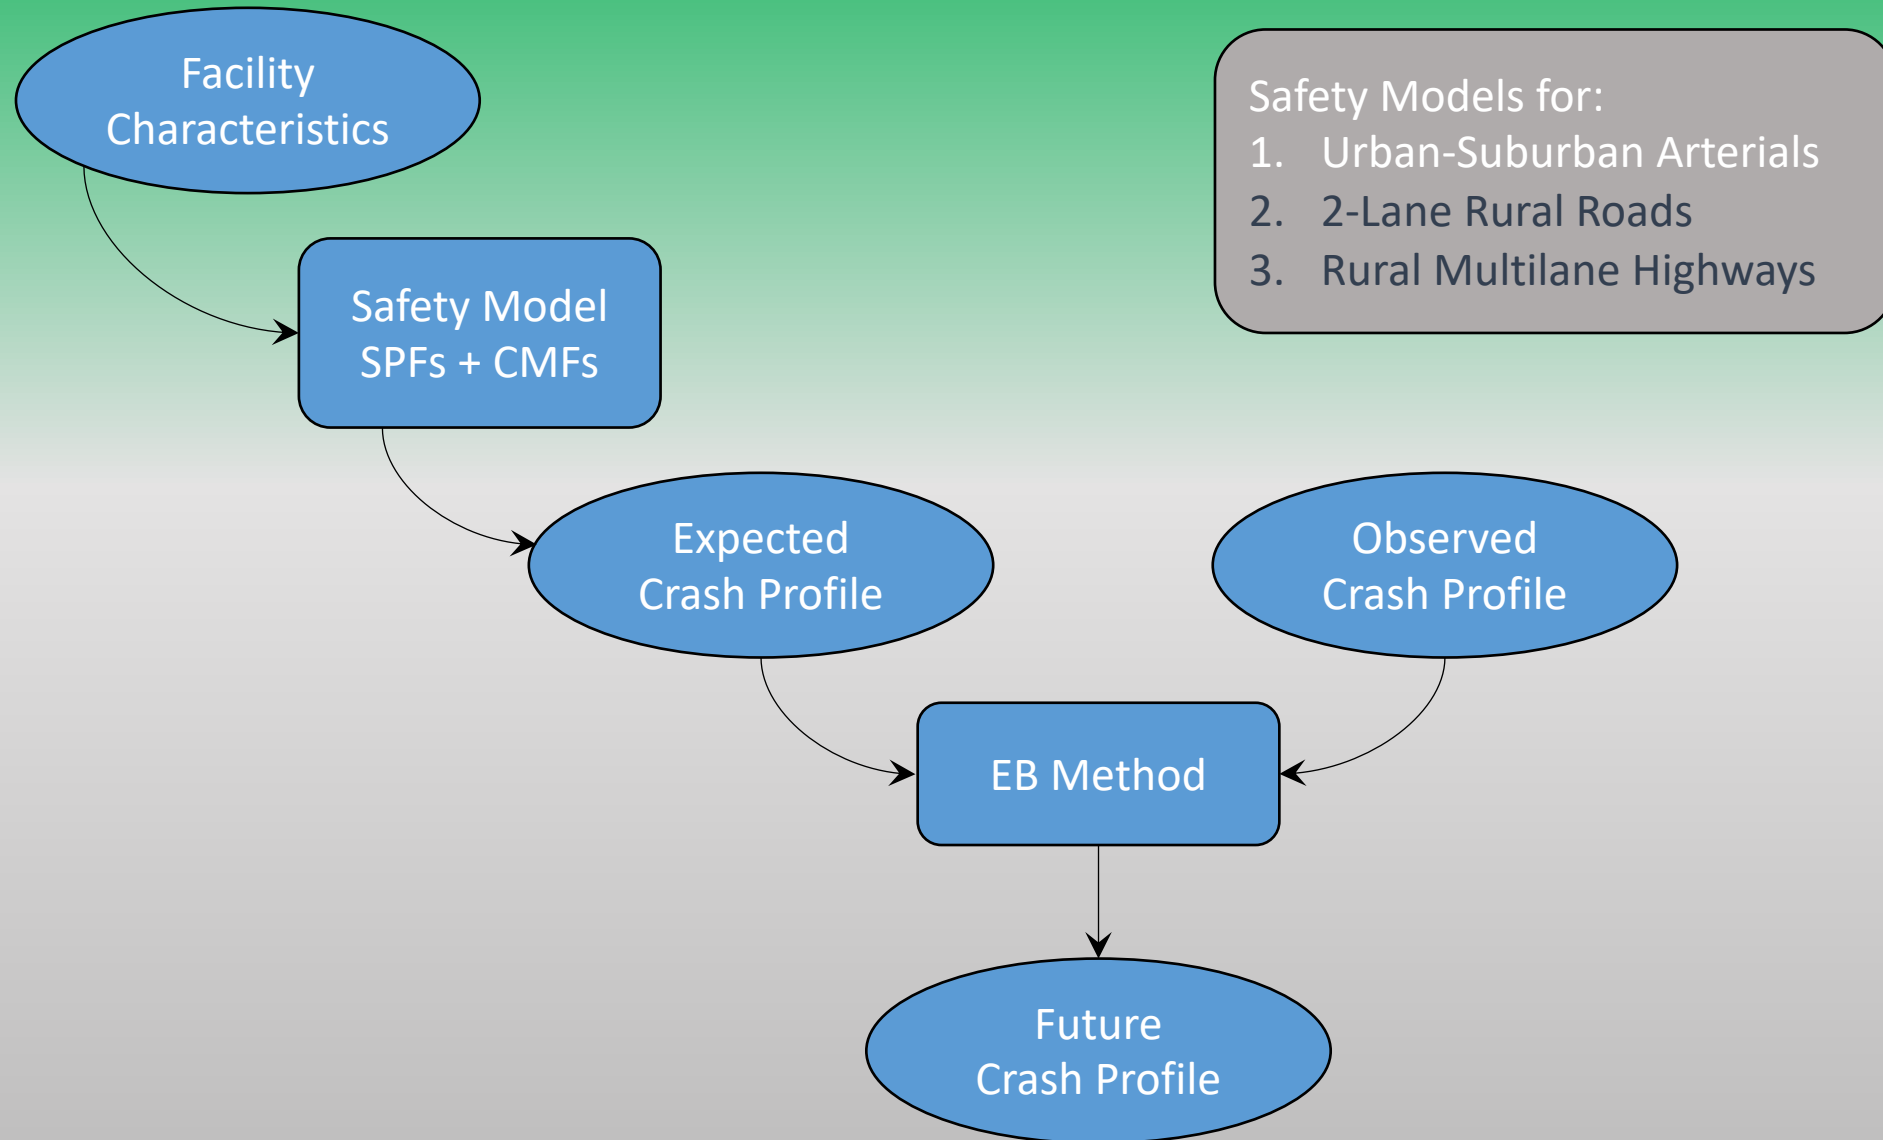 Facility
Characteristics
Safety Models for:
1. Urban-Suburban Arterials
2. 2-Lane Rural Roads
3. Rural Multilane Highways
Safety Model
SPFs + CMFs
Expected
Crash Profile
Observed
Crash Profile
EB Method
Future
Crash Profile